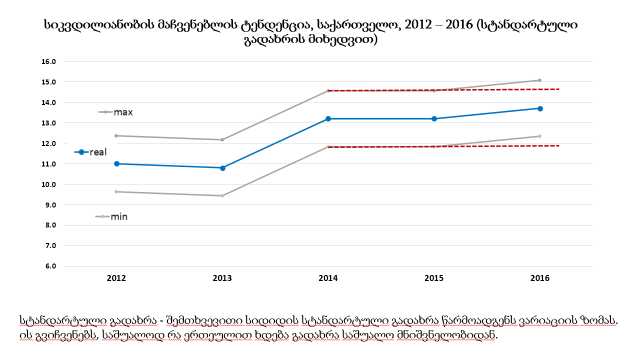 სიკვდილიანობის მაჩვენებლის ტენდენცია, საქართველო, 2012 – 2016 (სტანდარტული
გადახრის მიხედვით)
16.0
15.0
14.0
13.0
12.0
11.0
10.0
9.0
8.0
7.0
6.0
max
real
min
2012
2013
2014
2015
2016
სტანდარტული გადახრა - შემთხვევითი სიდიდის სტანდარტული გადახრა წარმოადგენს ვარიაციის ზომას.
ის გვიჩვენებს, საშუალოდ რა ერთეულით ხდება გადახრა საშუალო მნიშვნელობიდან.